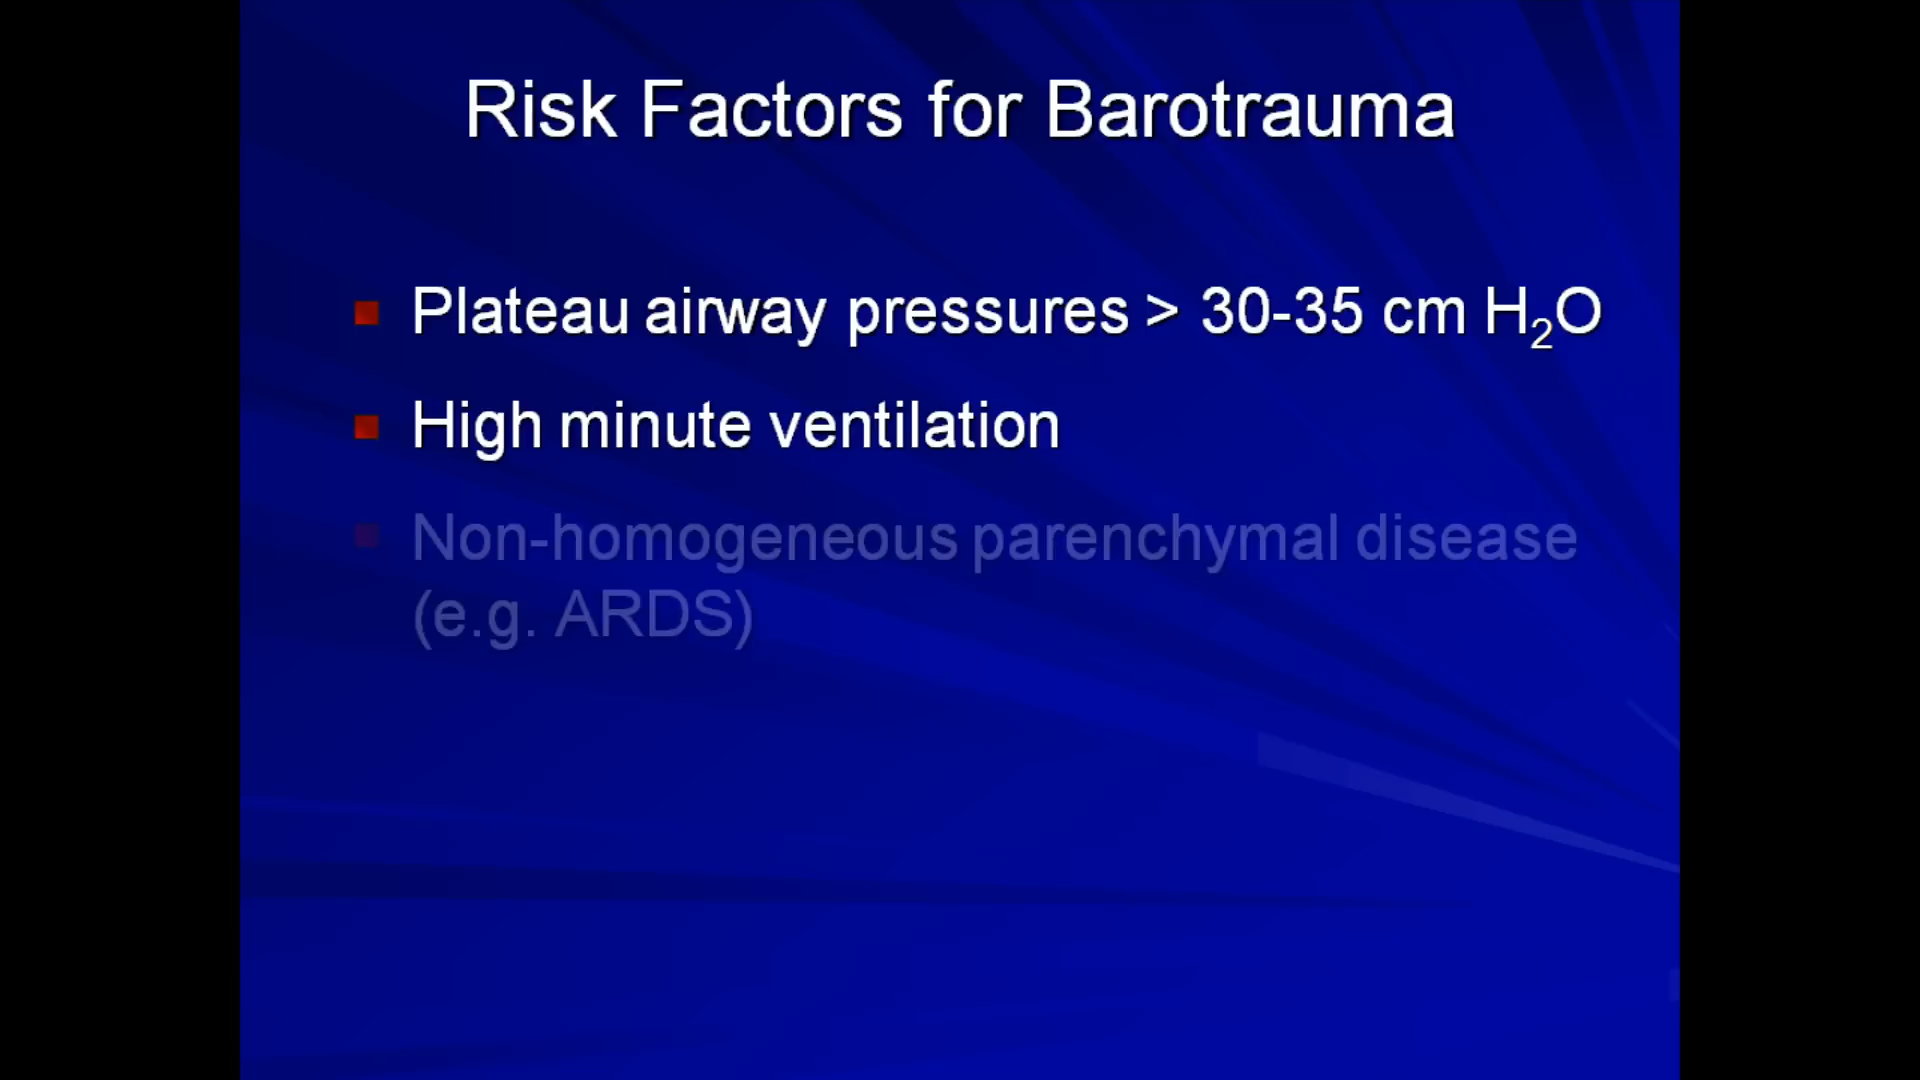 Risk Factors for Barotrauma
Plateau airway pressures > 30-35 cm H₂O
High minute ventilation
Non-homogeneous parenchymal disease
(e.g. ARDS)